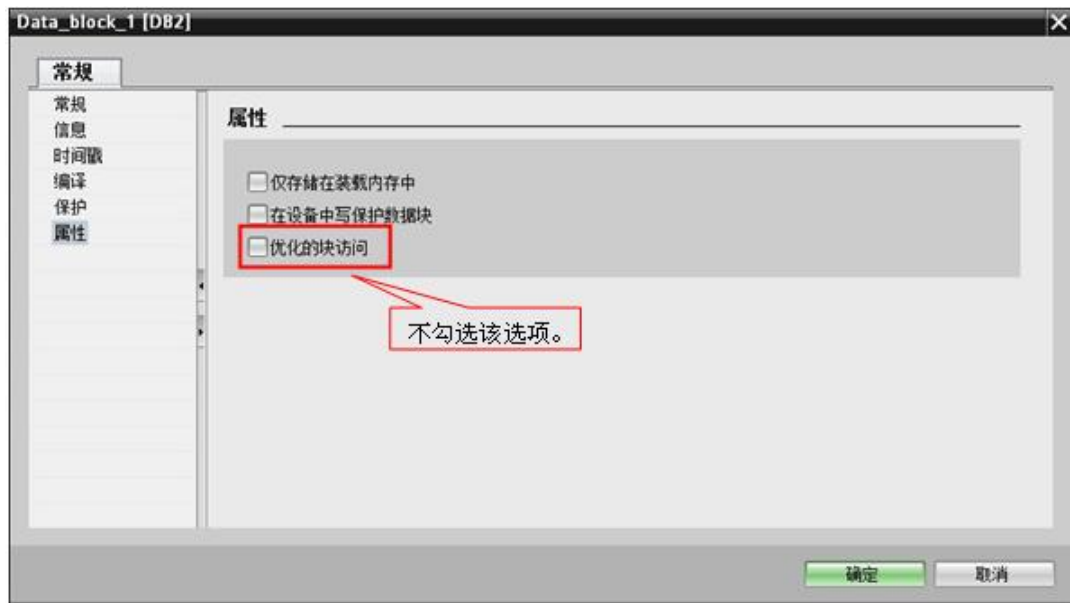 Data_block_1 [DB2]
常规
常规
信息
时间戳
编译
保护
属性
属性
仅存储在装载内存中
在设备中写保护数据块
优化的块访问
不勾选该选项。
确定
取消